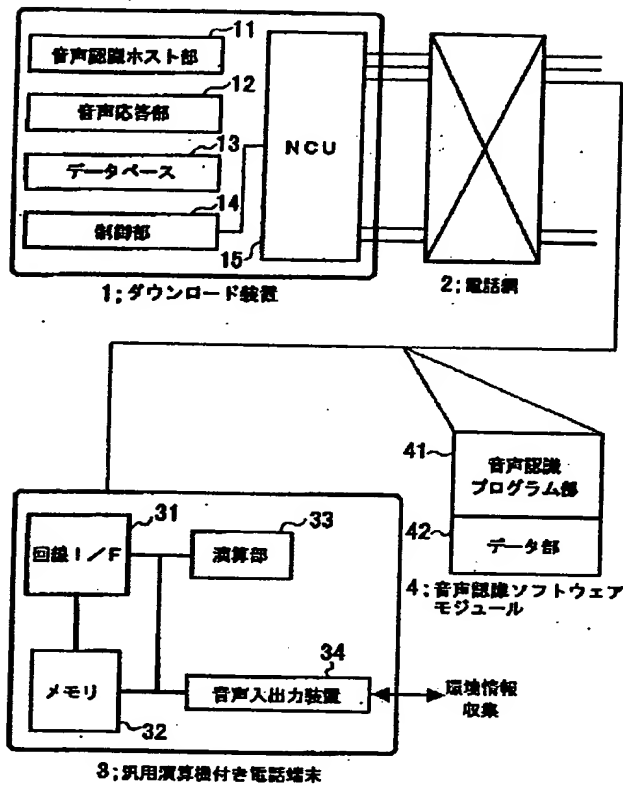 11
音声認識ホスト部
12
音声応答部
13
データベース
14
制御部
NCU
15
1;ダウンロード装置
2;電話網
41
音声認識
プログラム部
42
データ部
4;音声認識ソフトウェア
モジュール
31
回線I/F
33
演算部
34
メモリ
32
音声入出力装置
環境情報
収集
3;汎用演算機付き電話端末